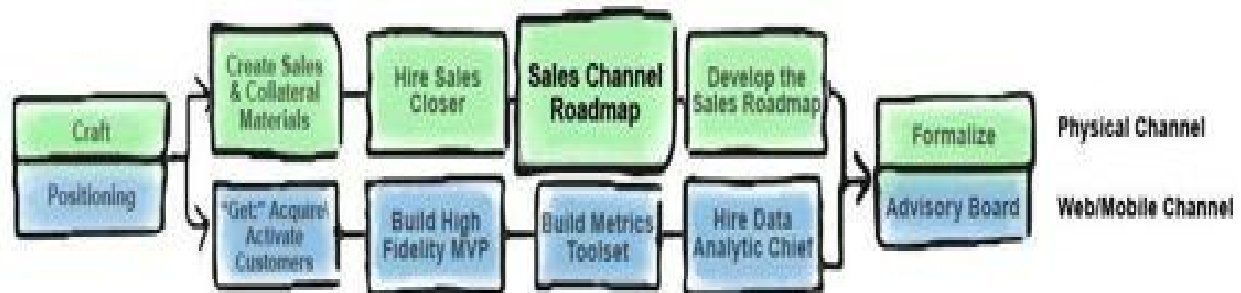 Craft
Positioning
Create Sales
& Collateral
Materials
Hire Sales
Closer
Sales Channel
Roadmap
Develop the
Sales Roadmap
"Get:" Acquire\
Activate
Customers
Build High
Fidelity MVP
Build Metrics
Toolset
Hire Data
Analytic Chief
Formalize
Advisory Board
Physical Channel
Web/Mobile Channel